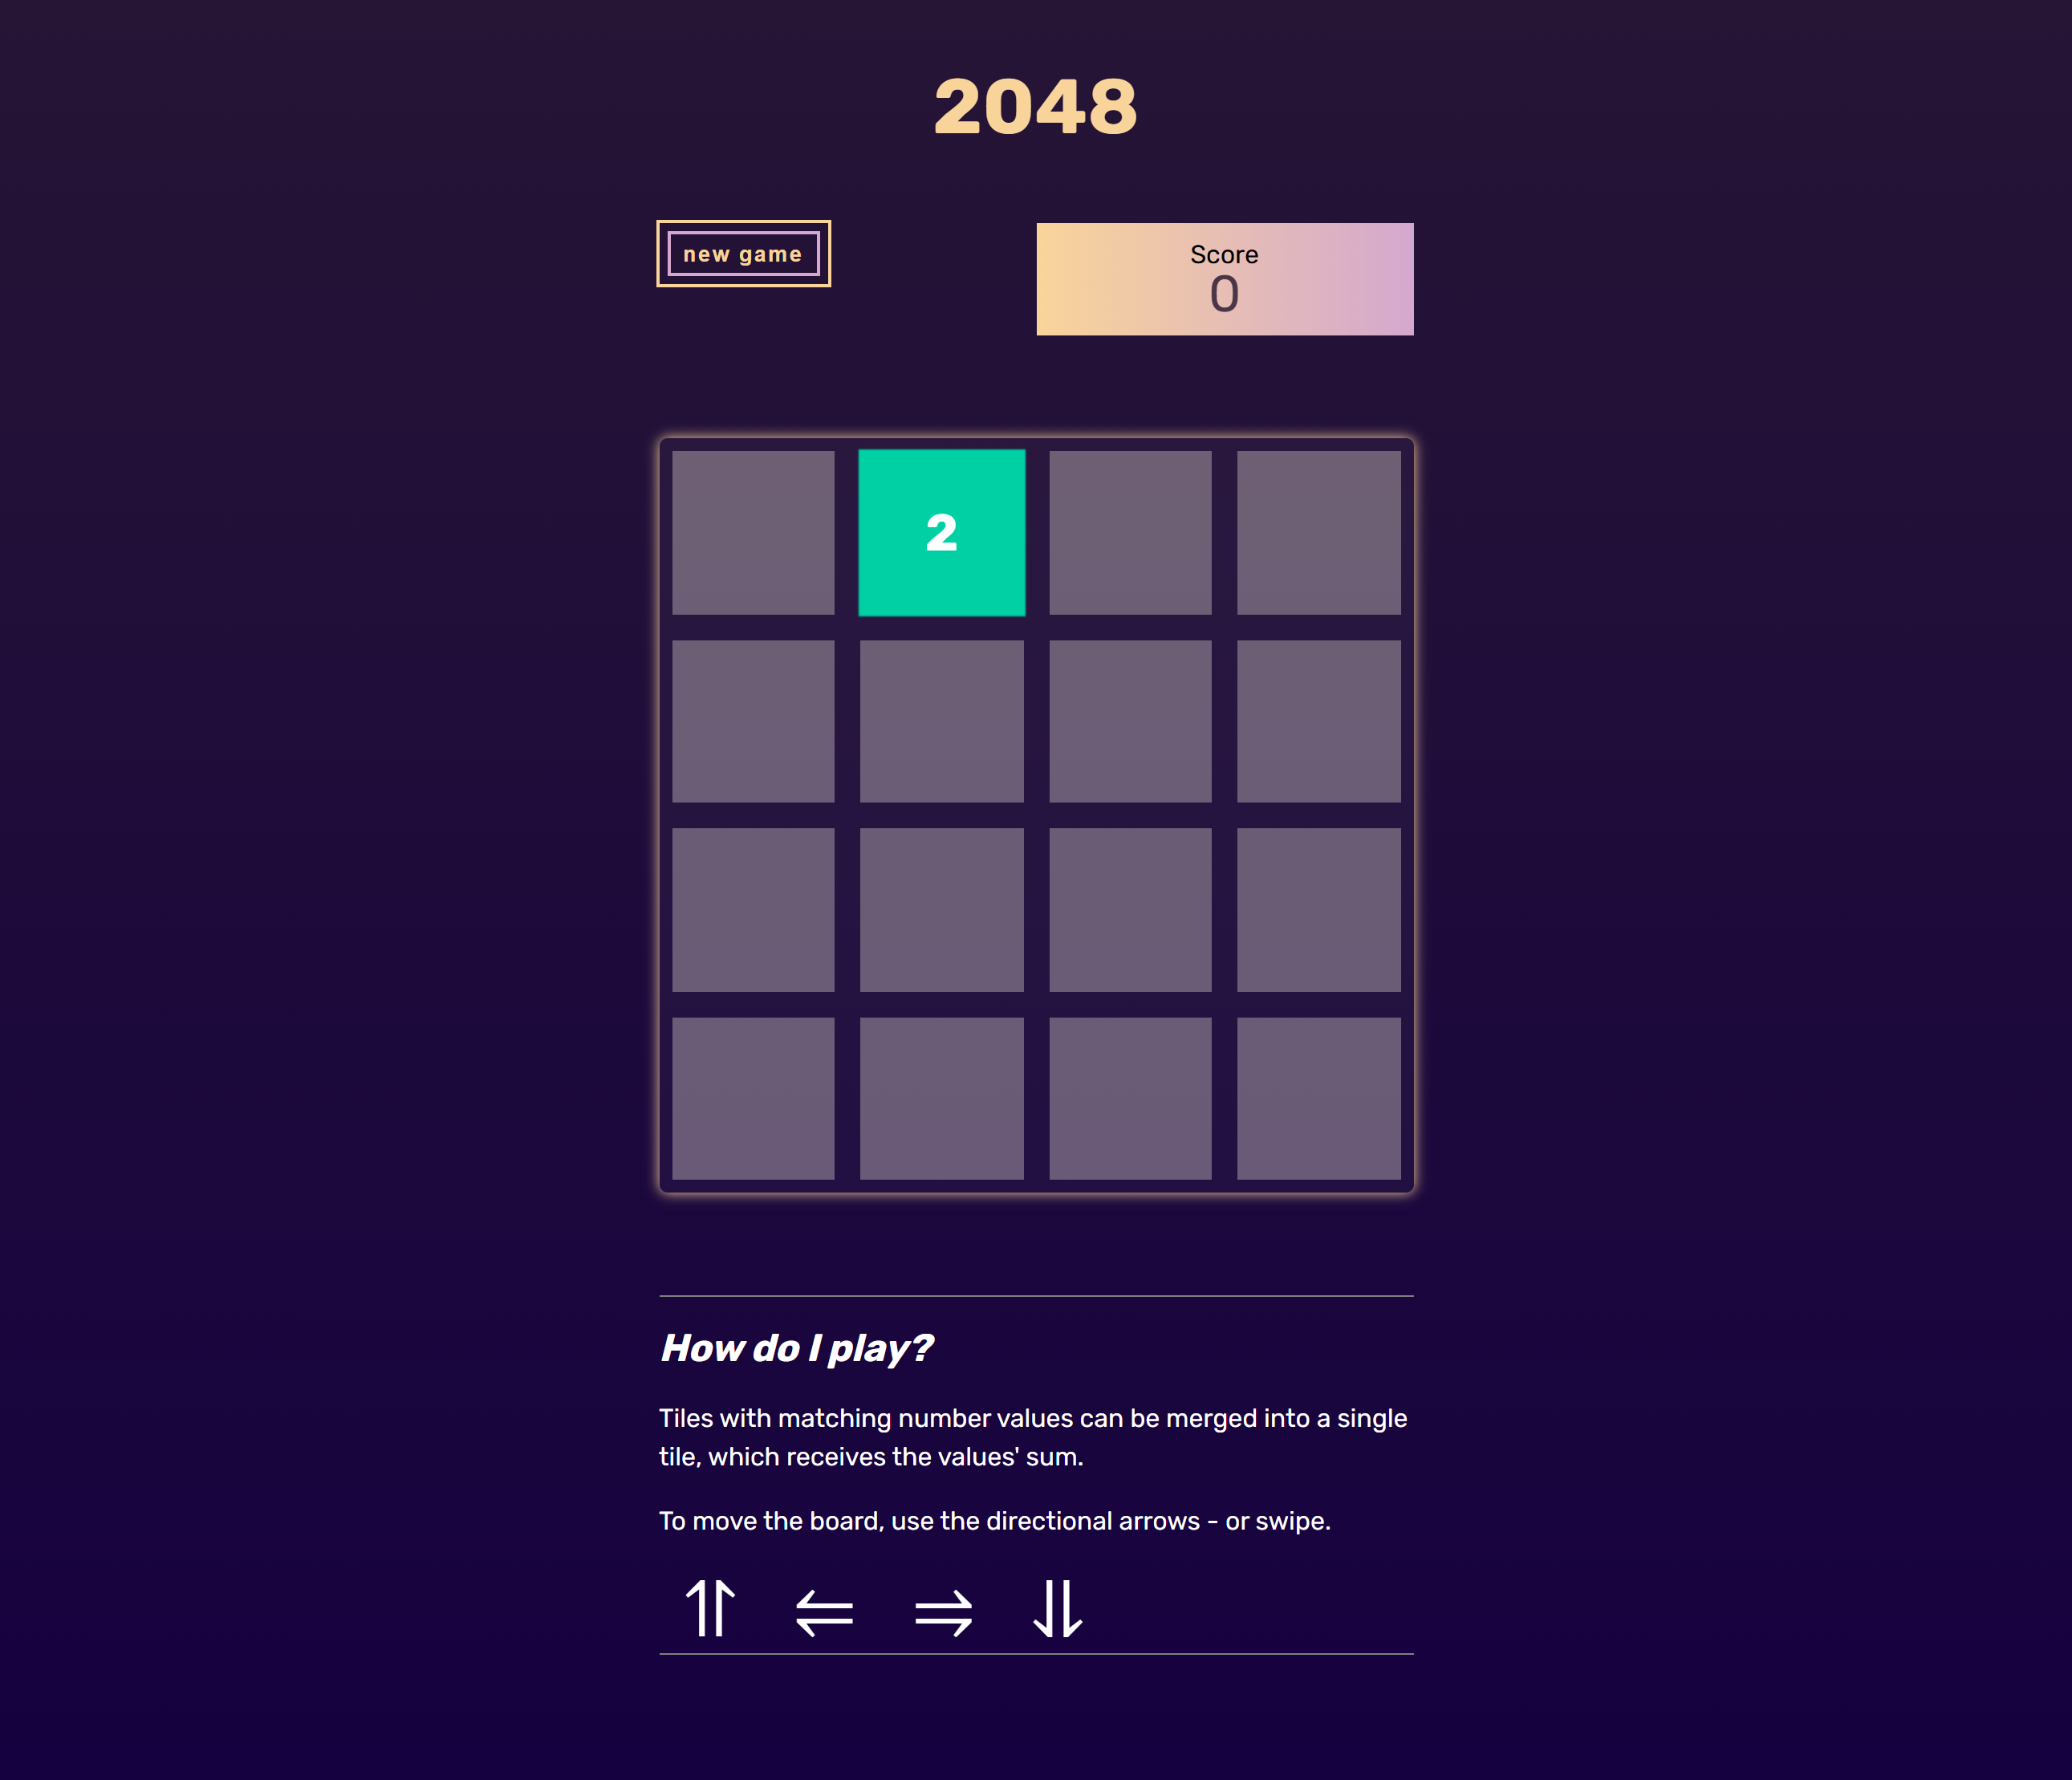 2048
new game
Score
0
2
How do I play?
Tiles with matching number values can be merged into a single
tile, which receives the values' sum.
To move the board, use the directional arrows - or swipe.
⥣ ⥢ ⥤ ⥥